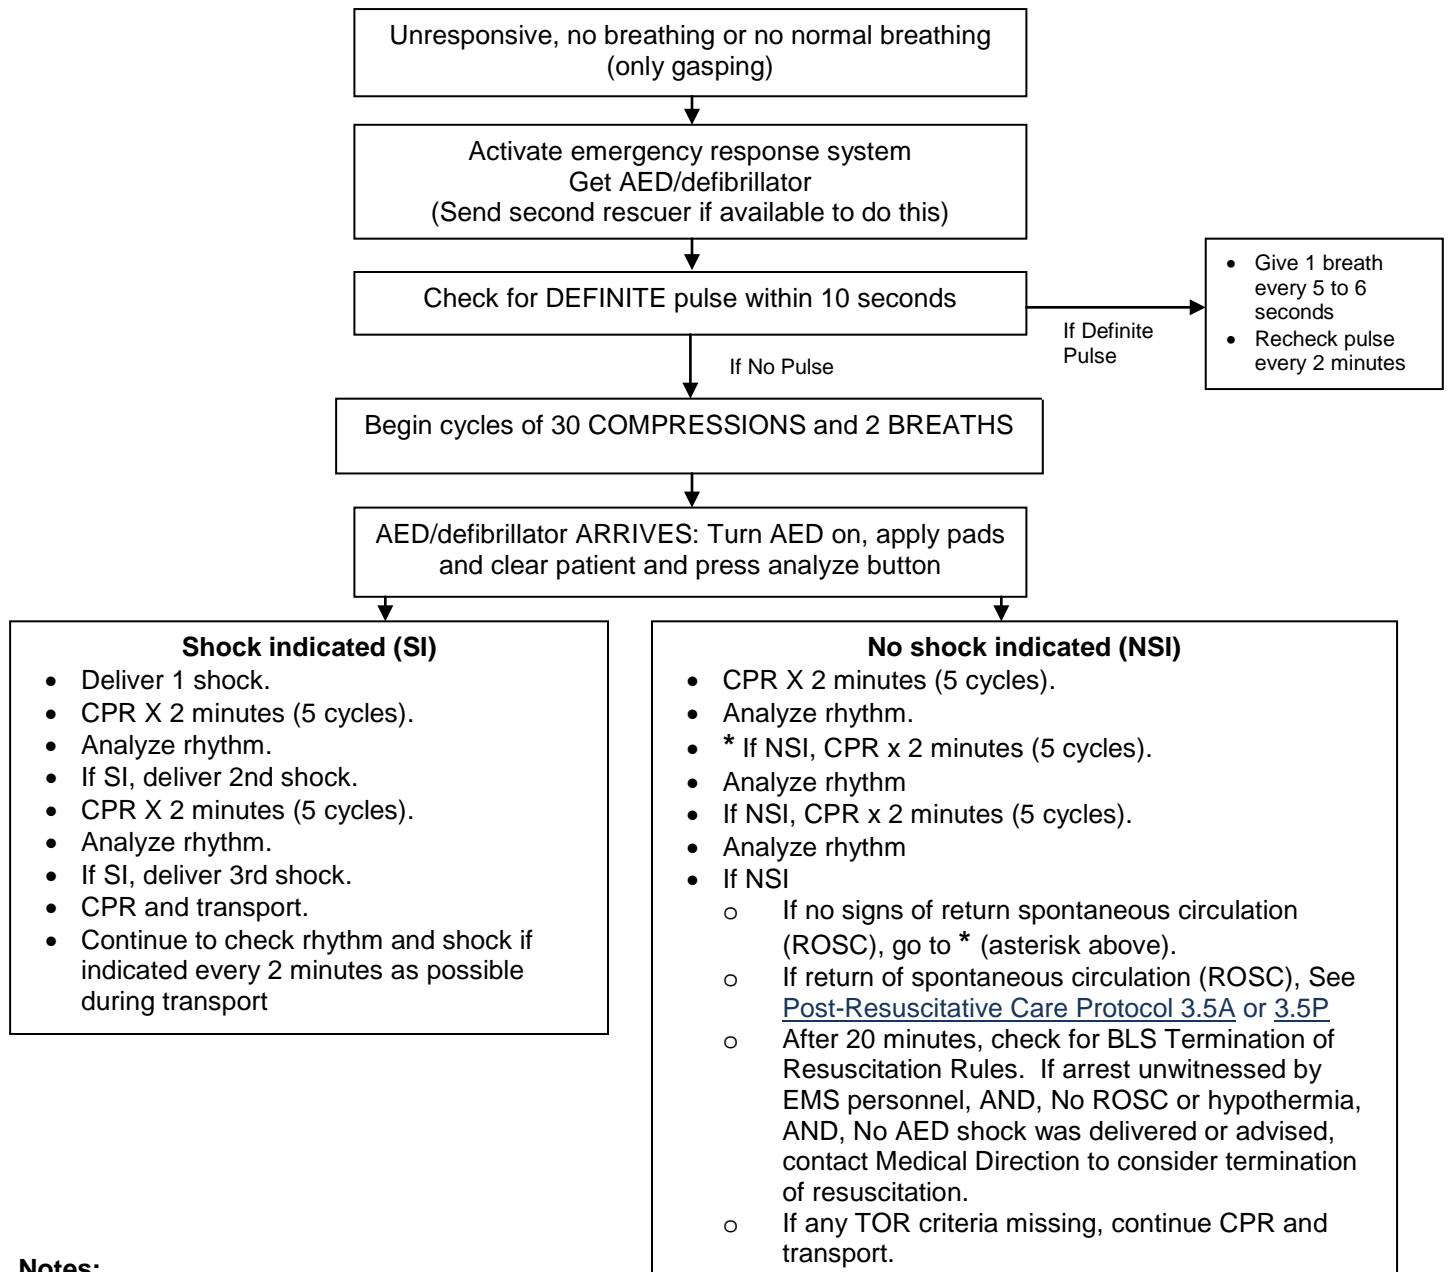 Unresponsive, no breathing or no normal breathing
(only gasping)
Activate emergency response system
Get AED/defibrillator
(Send second rescuer if available to do this)
Check for DEFINITE pulse within 10 seconds
If Definite
Pulse
• Give 1 breath
every 5 to 6
seconds
• Recheck pulse
every 2 minutes
If No Pulse
Begin cycles of 30 COMPRESSIONS and 2 BREATHS
AED/defibrillator ARRIVES: Turn AED on, apply pads
and clear patient and press analyze button
Shock indicated (SI)
• Deliver 1 shock.
• CPR X 2 minutes (5 cycles).
• Analyze rhythm.
• If SI, deliver 2nd shock.
• CPR X 2 minutes (5 cycles).
• Analyze rhythm.
• If SI, deliver 3rd shock.
• CPR and transport.
• Continue to check rhythm and shock if
indicated every 2 minutes as possible
during transport
No shock indicated (NSI)
• CPR X 2 minutes (5 cycles).
• Analyze rhythm.
• * If NSI, CPR x 2 minutes (5 cycles).
• Analyze rhythm
• If NSI, CPR x 2 minutes (5 cycles).
• Analyze rhythm
• If NSI
o If no signs of return spontaneous circulation
(ROSC), go to * (asterisk above).
o If return of spontaneous circulation (ROSC), See
Post-Resuscitative Care Protocol 3.5A or 3.5P
o After 20 minutes, check for BLS Termination of
Resuscitation Rules. If arrest unwitnessed by
EMS personnel, AND, No ROSC or hypothermia,
AND, No AED shock was delivered or advised,
contact Medical Direction to consider termination
of resuscitation.
o If any TOR criteria missing, continue CPR and
transport.
Notes: